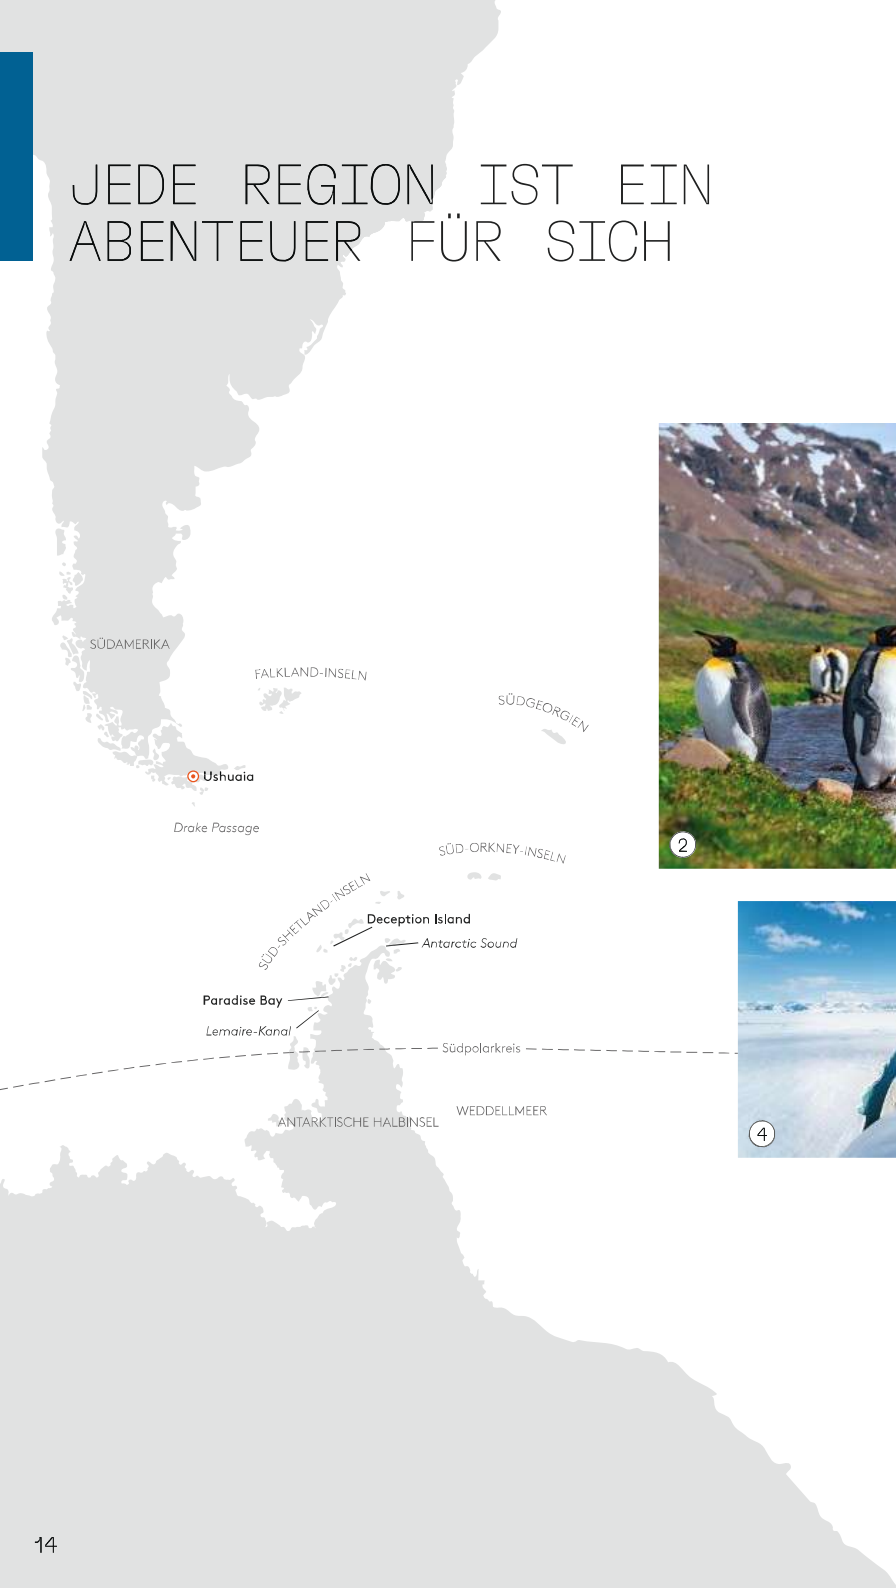 JEDE REGION IST EIN
ABENTEUER FÜR SICH
SÜDAMERIKA
FALKLAND-INSELN
SÜDGEORGIEN
Ushuaia
Drake Passage
SÜD-ORKNEY-INSELN
SÜD-SHETLAND-INSELN
Deception Island
Antarctic Sound
Paradise Bay
Lemaire-Kanal
Südpolarkreis
WEDDELLMEER
ANTARKTISCHE HALBINSEL
2
4
14